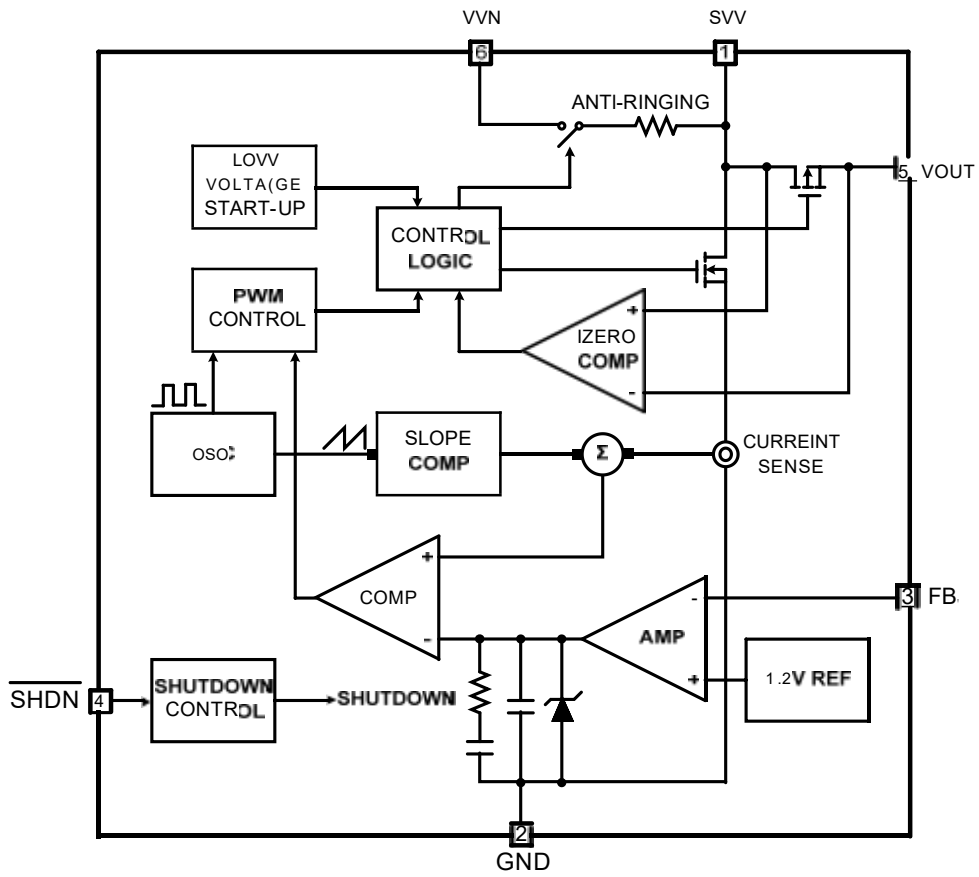 VVN
SVV
6
1
ANTI-RINGING
LOVV
VOLTA(GE
START-UP
5
VOUT
CONTROL
LOGIC
PWM
CONTROL
+
IZERO
COMP
-
OSC
SLOPE
COMP
Σ
CURREINT
SENSE
+
COMP
-
-
AMP
+
3
FB
1.2V REF
SHDN
4
SHUTDOWN
CONTROL
SHUTDOWN
2
GND